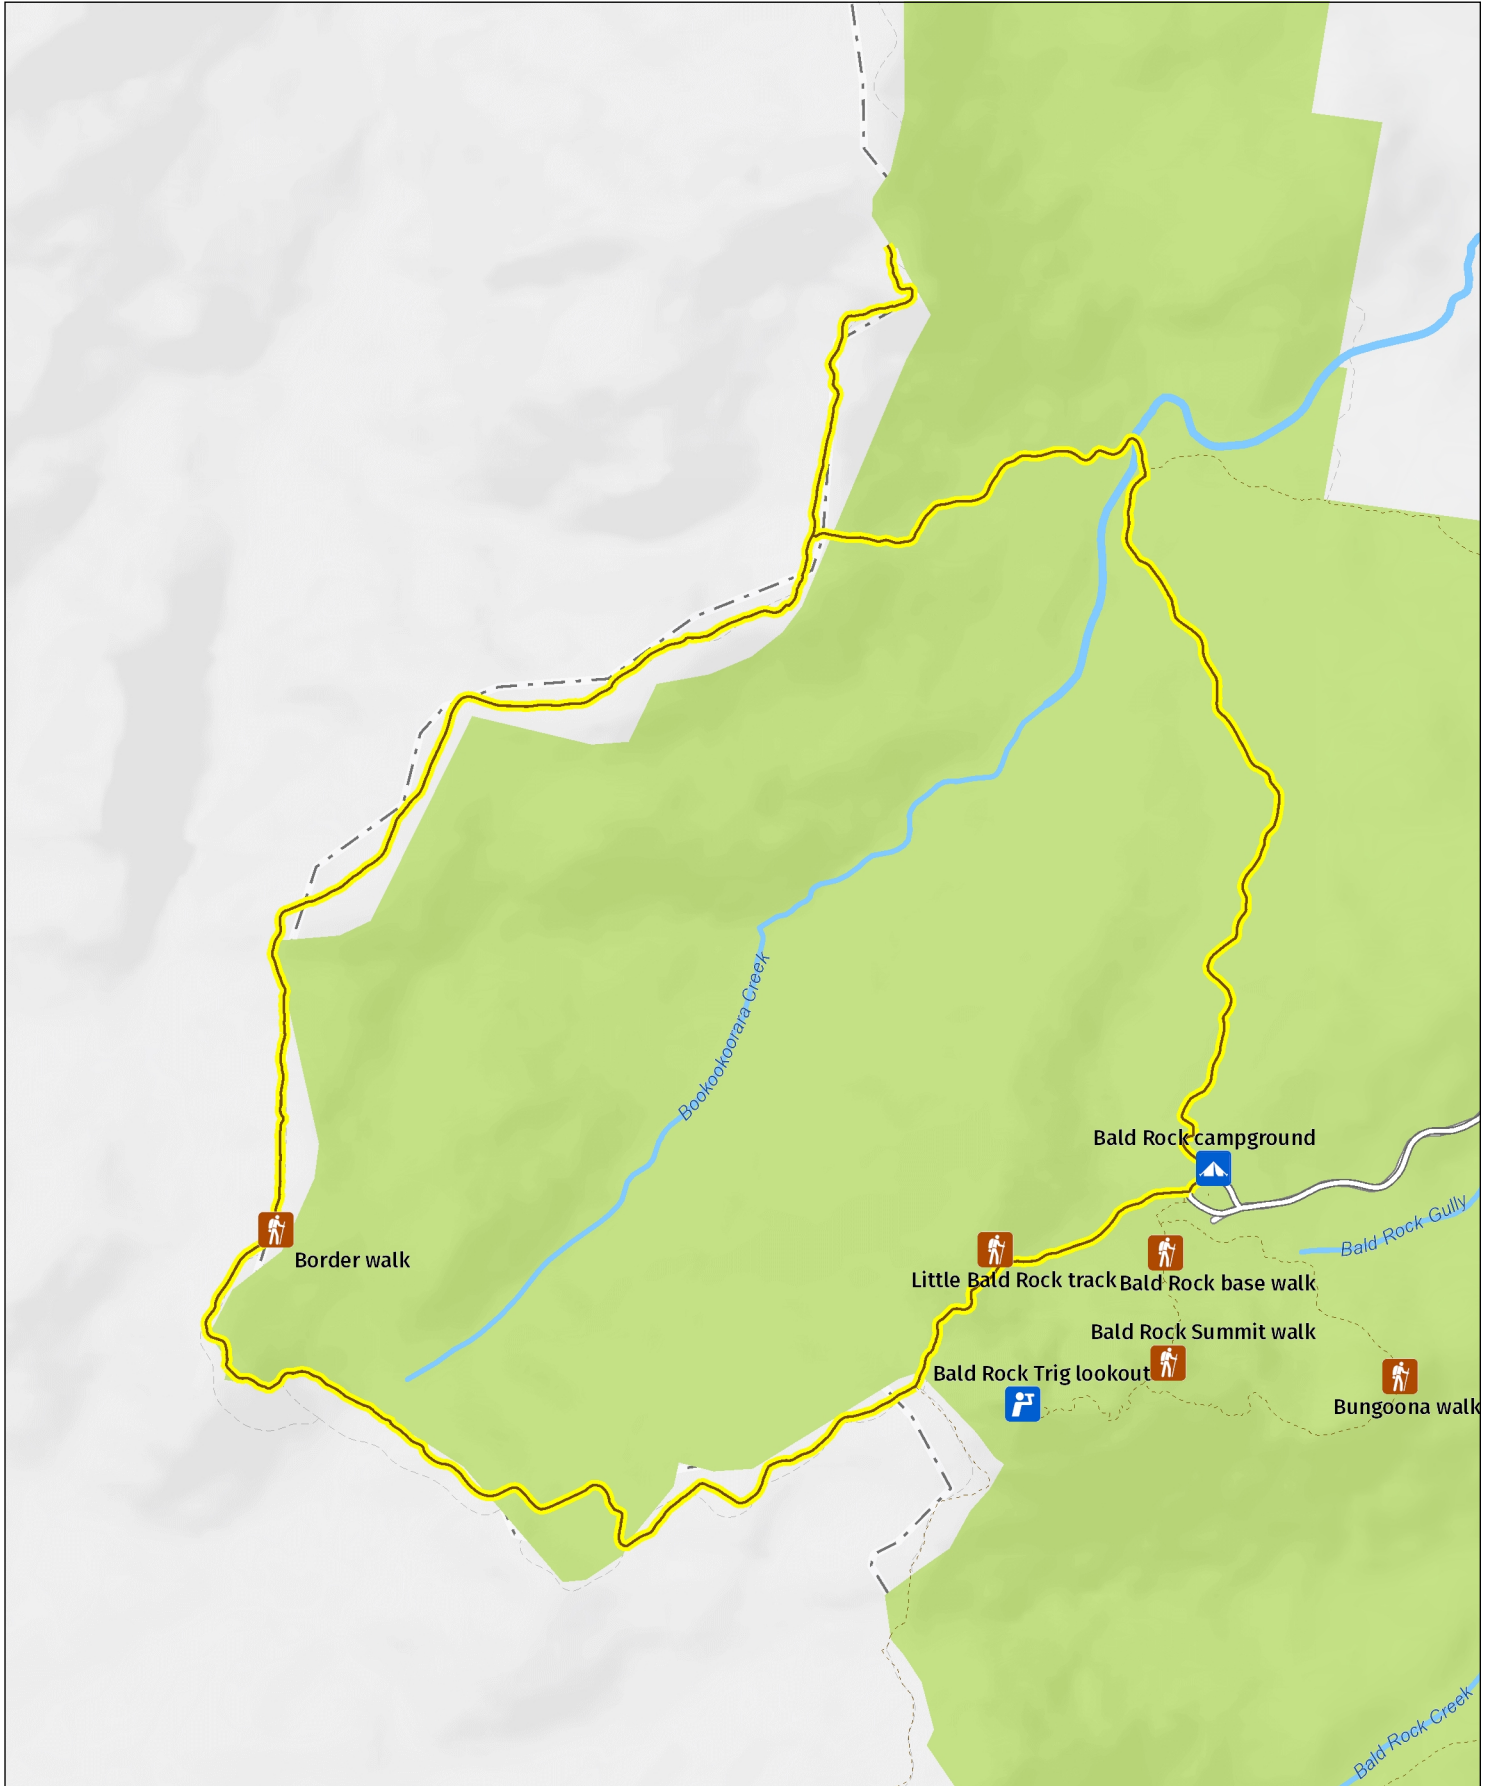 Bookookoorara Creek
Bald Rock campground
Bald Rock Gully
Border walk
Little Bald Rock track
Bald Rock base walk
Bald Rock Summit walk
Bald Rock Trig lookout
Bungoona walk
Bald Rock Creek